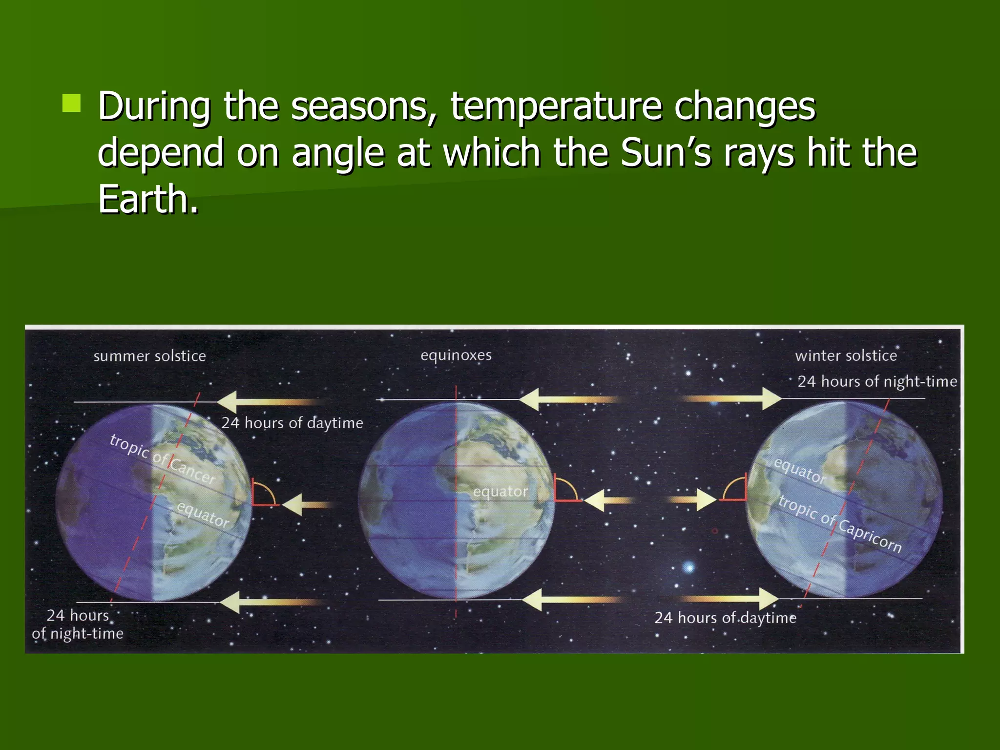 During the seasons, temperature changes
depend on angle at which the Sun’s rays hit the
Earth.
summer solstice
24 hours of daytime
tropic of Cancer
equator
24 hours
of night-time
equinoxes
equator
winter solstice
24 hours of night-time
equator
tropic of Capricorn
24 hours of daytime